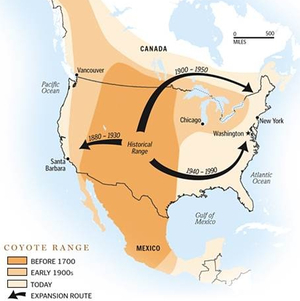 0
500
MILES
CANADA
Pacific
Ocean
Vancouver
1900 – 1950
Chicago
New York
Washington
1880 – 1930
Historical
Range
Santa
Barbara
1940 – 1990
Atlantic
Ocean
Gulf of
Mexico
MEXICO
COYOTE RANGE
BEFORE 1700
EARLY 1900s
TODAY
EXPANSION ROUTE